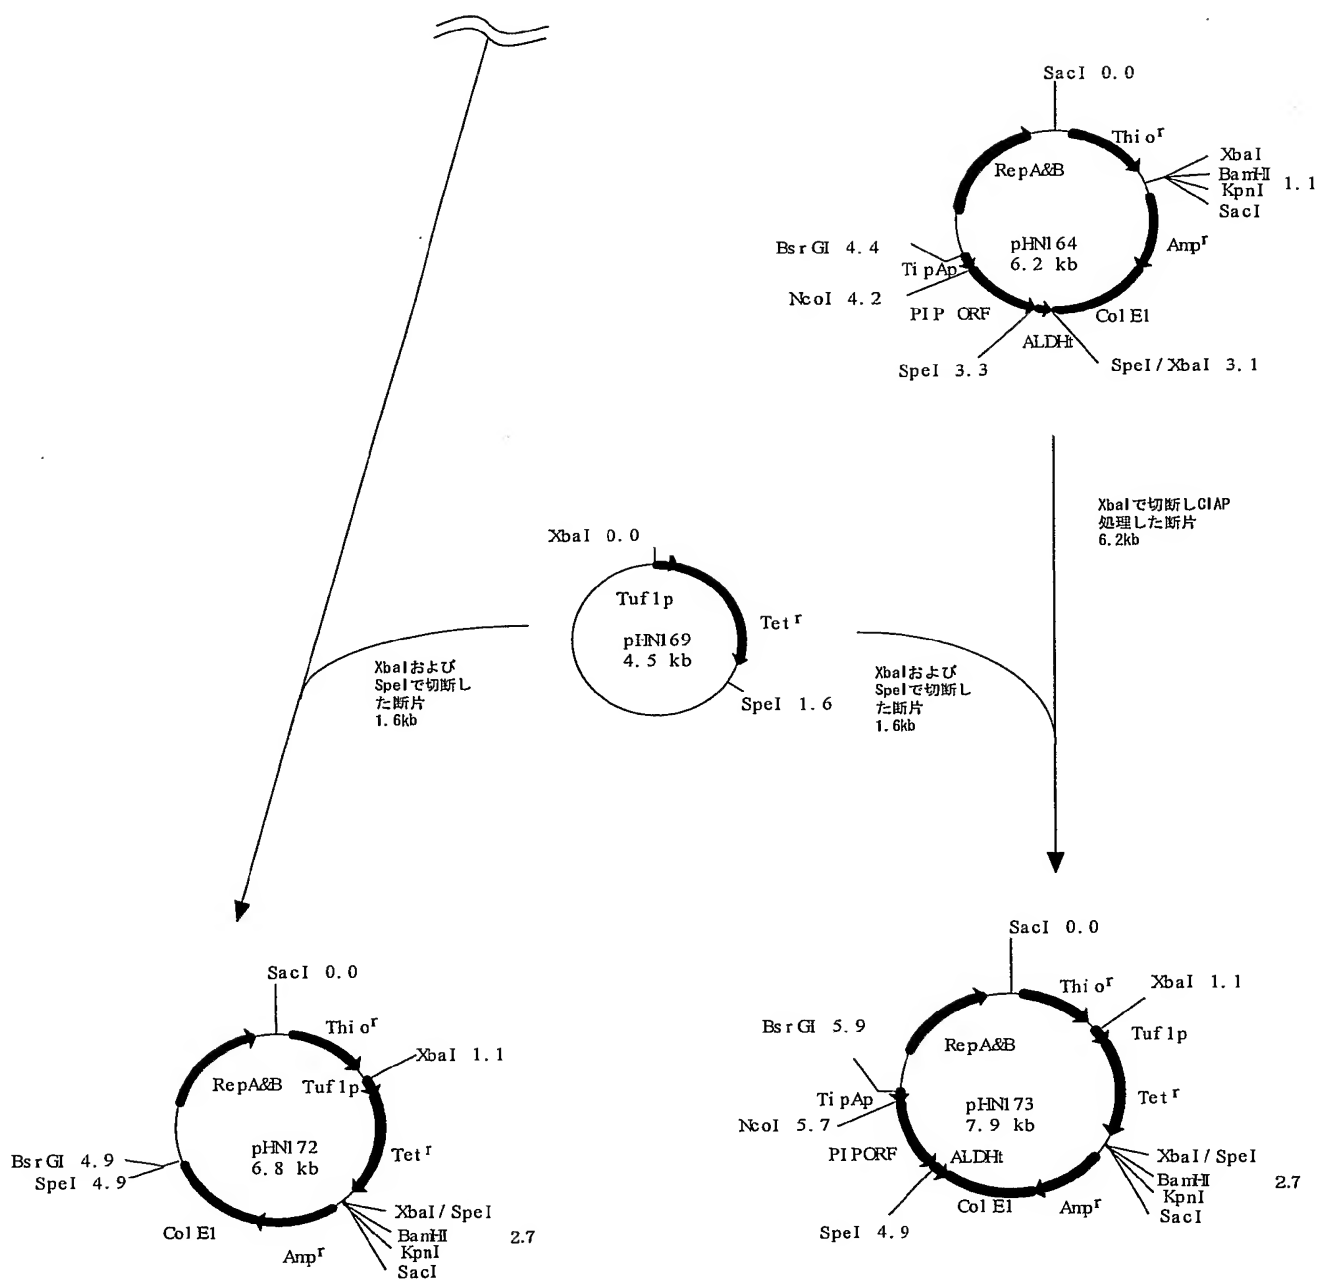 SacI 0.0
Thio^r
RepA&B
XbaI
BamHI
1.1
KpnI
SacI
pHN164
6.2 kb
Amp^r
BsrGI 4.4
TipAp
NcoI 4.2
PIP ORF
ColE1
ALDHt
SpeI 3.3
SpeI/XbaI 3.1
XbaIで切断しCIAP
処理した断片
6.2kb
XbaI 0.0
Tuf1p
Tet^r
pHN169
4.5 kb
SpeI 1.6
XbaIおよび
SpeIで切断し
た断片
1.6kb
XbaIおよび
SpeIで切断し
た断片
1.6kb
SacI 0.0
Thio^r
XbaI 1.1
RepA&B
Tuf1p
pHN172
6.8 kb
Tet^r
BsrGI 4.9
SpeI 4.9
XbaI/SpeI
BamHI
2.7
KpnI
SacI
ColE1
Amp^r
SacI 0.0
Thio^r
XbaI 1.1
BsrGI 5.9
Tuf1p
RepA&B
TipAp
NcoI 5.7
pHN173
7.9 kb
Tet^r
PIPORF
ALDHt
XbaI/SpeI
BamHI
2.7
KpnI
SacI
ColE1
Amp^r
SpeI 4.9